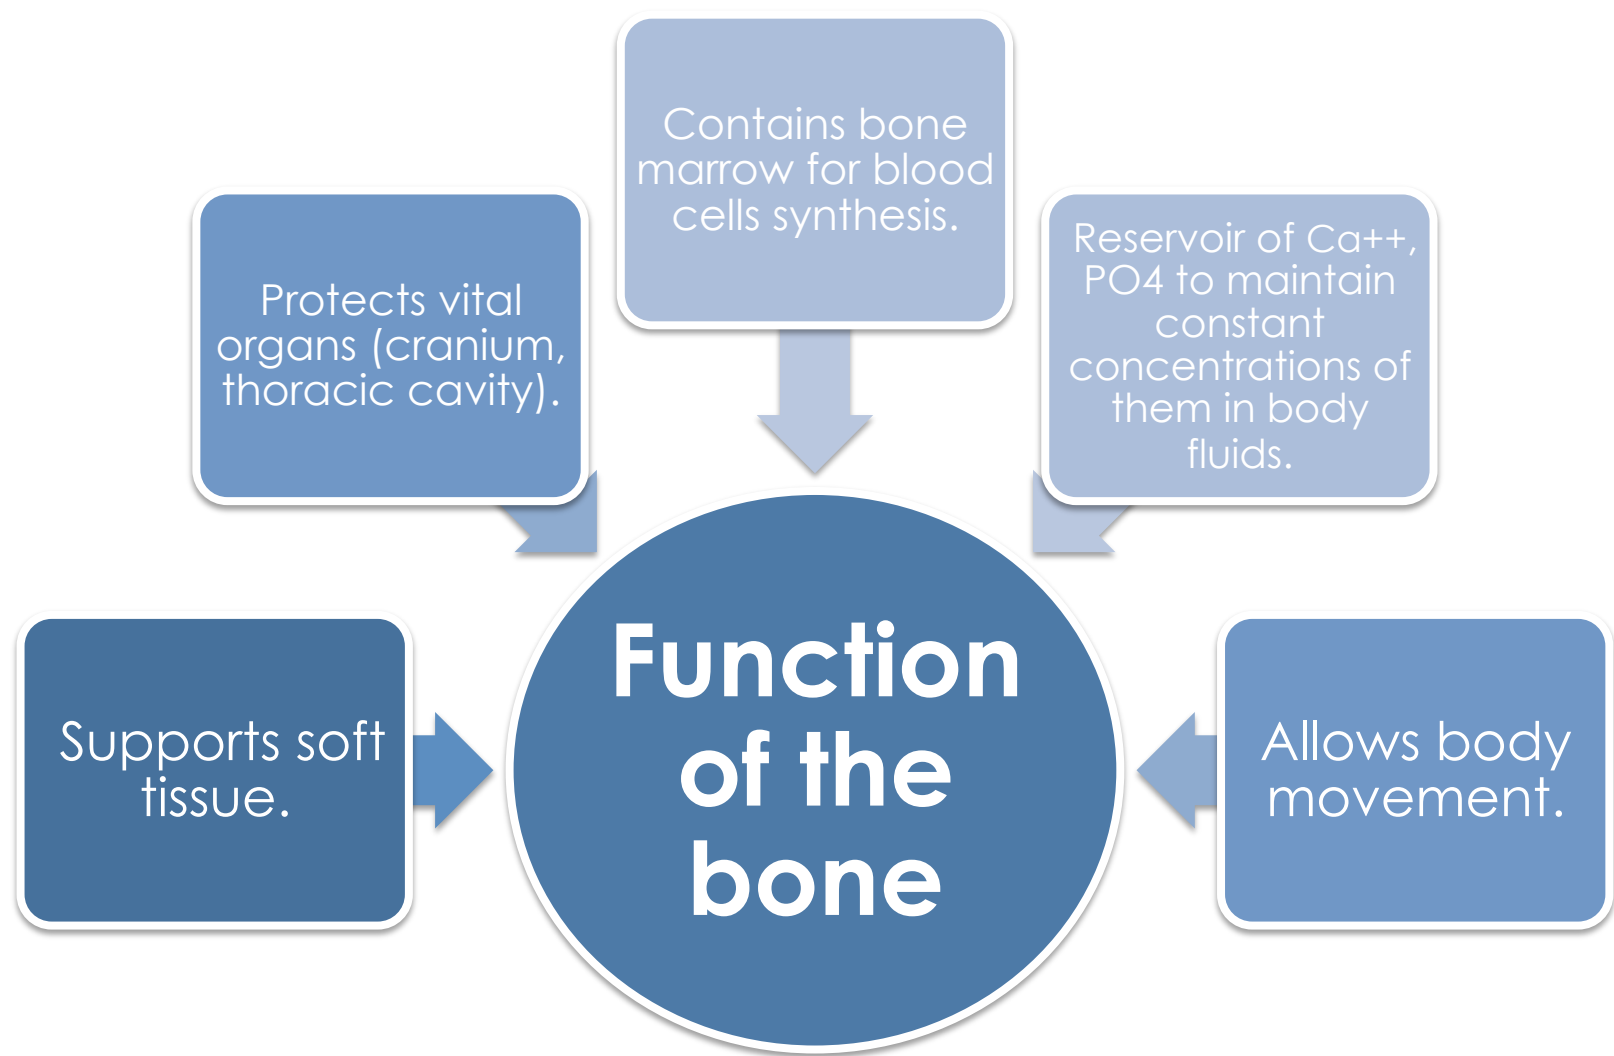 Contains bone
marrow for blood
cells synthesis.
Protects vital
organs (cranium,
thoracic cavity).
Reservoir of Ca++,
PO4 to maintain
constant
concentrations of
them in body
fluids.
Supports soft
tissue.
Function
of the
bone
Allows body
movement.